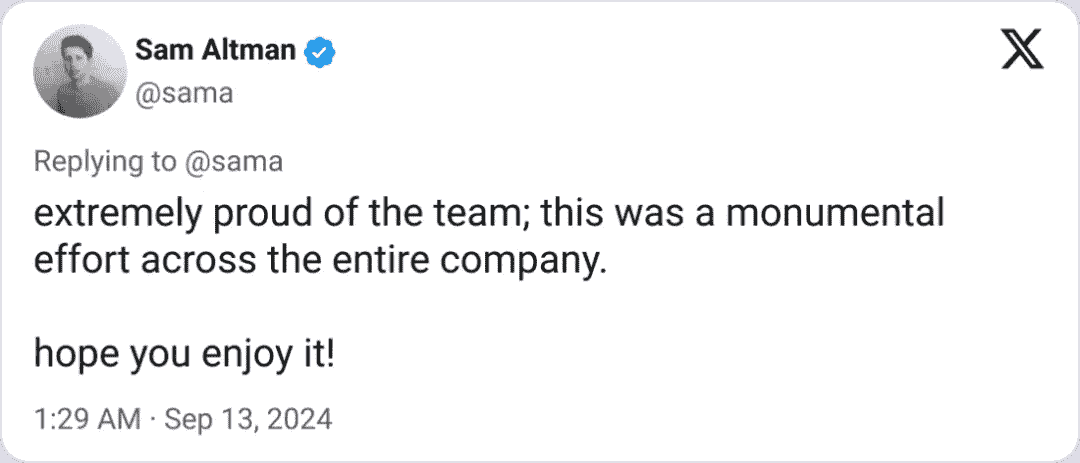 Sam Altman
@sama
Replying to @sama
extremely proud of the team; this was a monumental
effort across the entire company.
hope you enjoy it!
1:29 AM · Sep 13, 2024